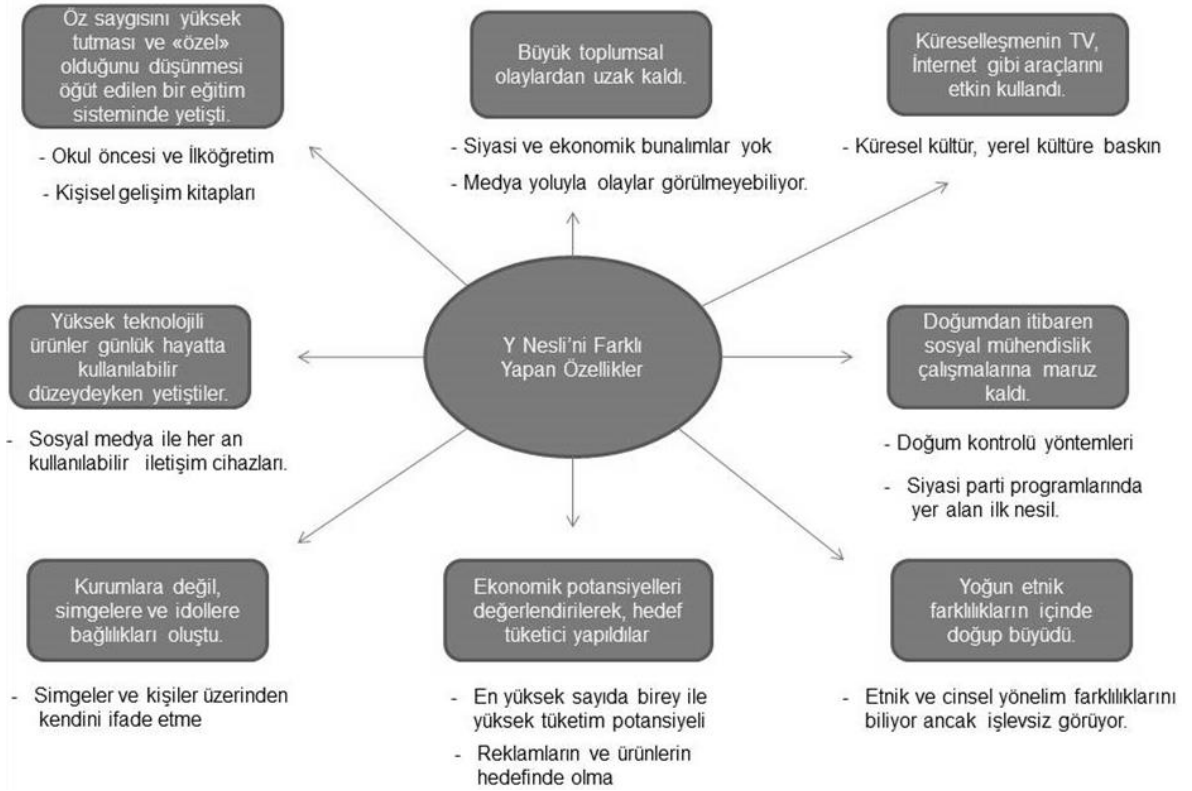 Öz saygısını yüksek
tutması ve «özel»
olduğunu düşünmesi
öğüt edilen bir eğitim
sisteminde yetişti.
- Okul öncesi ve İlköğretim
- Kişisel gelişim kitapları
Büyük toplumsal
olaylardan uzak kaldı.
- Siyasi ve ekonomik bunalımlar yok
- Medya yoluyla olaylar görülmeyebiliyor.
Küreselleşmenin TV,
İnternet gibi araçlarını
etkin kullandı.
- Küresel kültür, yerel kültüre baskın
Yüksek teknolojili
ürünler günlük hayatta
kullanılabilir
düzeydeyken yetiştiler.
- Sosyal medya ile her an
kullanılabilir iletişim cihazları.
Y Nesli'ni Farklı
Yapan Özellikler
Doğumdan itibaren
sosyal mühendislik
çalışmalarına maruz
kaldı.
- Doğum kontrolü yöntemleri
- Siyasi parti programlarında
yer alan ilk nesil.
Kurumlara değil,
simgelere ve idollere
bağlılıkları oluştu.
- Simgeler ve kişiler üzerinden
kendini ifade etme
Ekonomik potansiyelleri
değerlendirilerek, hedef
tüketici yapıldılar
- En yüksek sayıda birey ile
yüksek tüketim potansiyeli
- Reklamların ve ürünlerin
hedefinde olma
Yoğun etnik
farklılıkların içinde
doğup büyüdü.
- Etnik ve cinsel yönelim farklılıklarını
biliyor ancak işlevsiz görüyor.